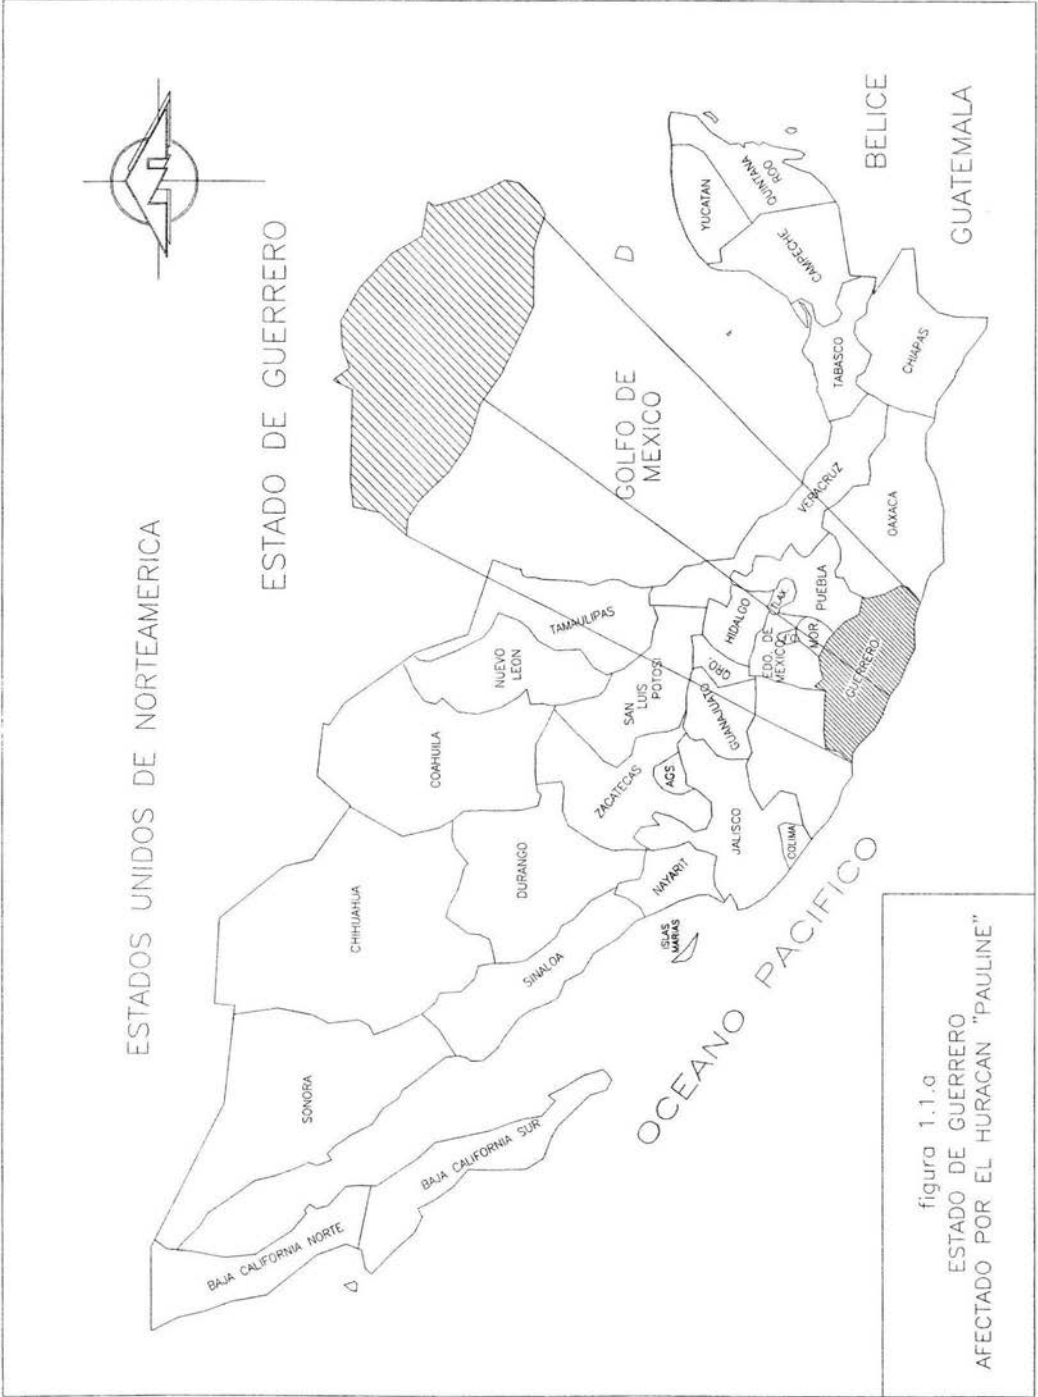 ESTADOS UNIDOS DE NORTEAMERICA
ESTADO DE GUERRERO
BAJA CALIFORNIA NORTE
SONORA
CHIHUAHUA
COAHUILA
NUEVO
LEON
TAMAULIPAS
BAJA CALIFORNIA SUR
SINALOA
DURANGO
ZACATECAS
SAN
LUIS
POTOSI
GOLFO DE
MEXICO
ISLAS
MARIAS
NAYARIT
AGS.
JALISCO
GUANAJUATO
QRO.
HIDALGO
COLIMA
EDO. DE
MEXICO
MOR.
TLAX.
PUEBLA
VERACRUZ
GUERRERO
OAXACA
TABASCO
CHIAPAS
CAMPECHE
YUCATAN
QUINTANA
ROO
BELICE
GUATEMALA
OCEANO PACIFICO
figura 1.1.a
ESTADO DE GUERRERO
AFECTADO POR EL HURACAN "PAULINE"